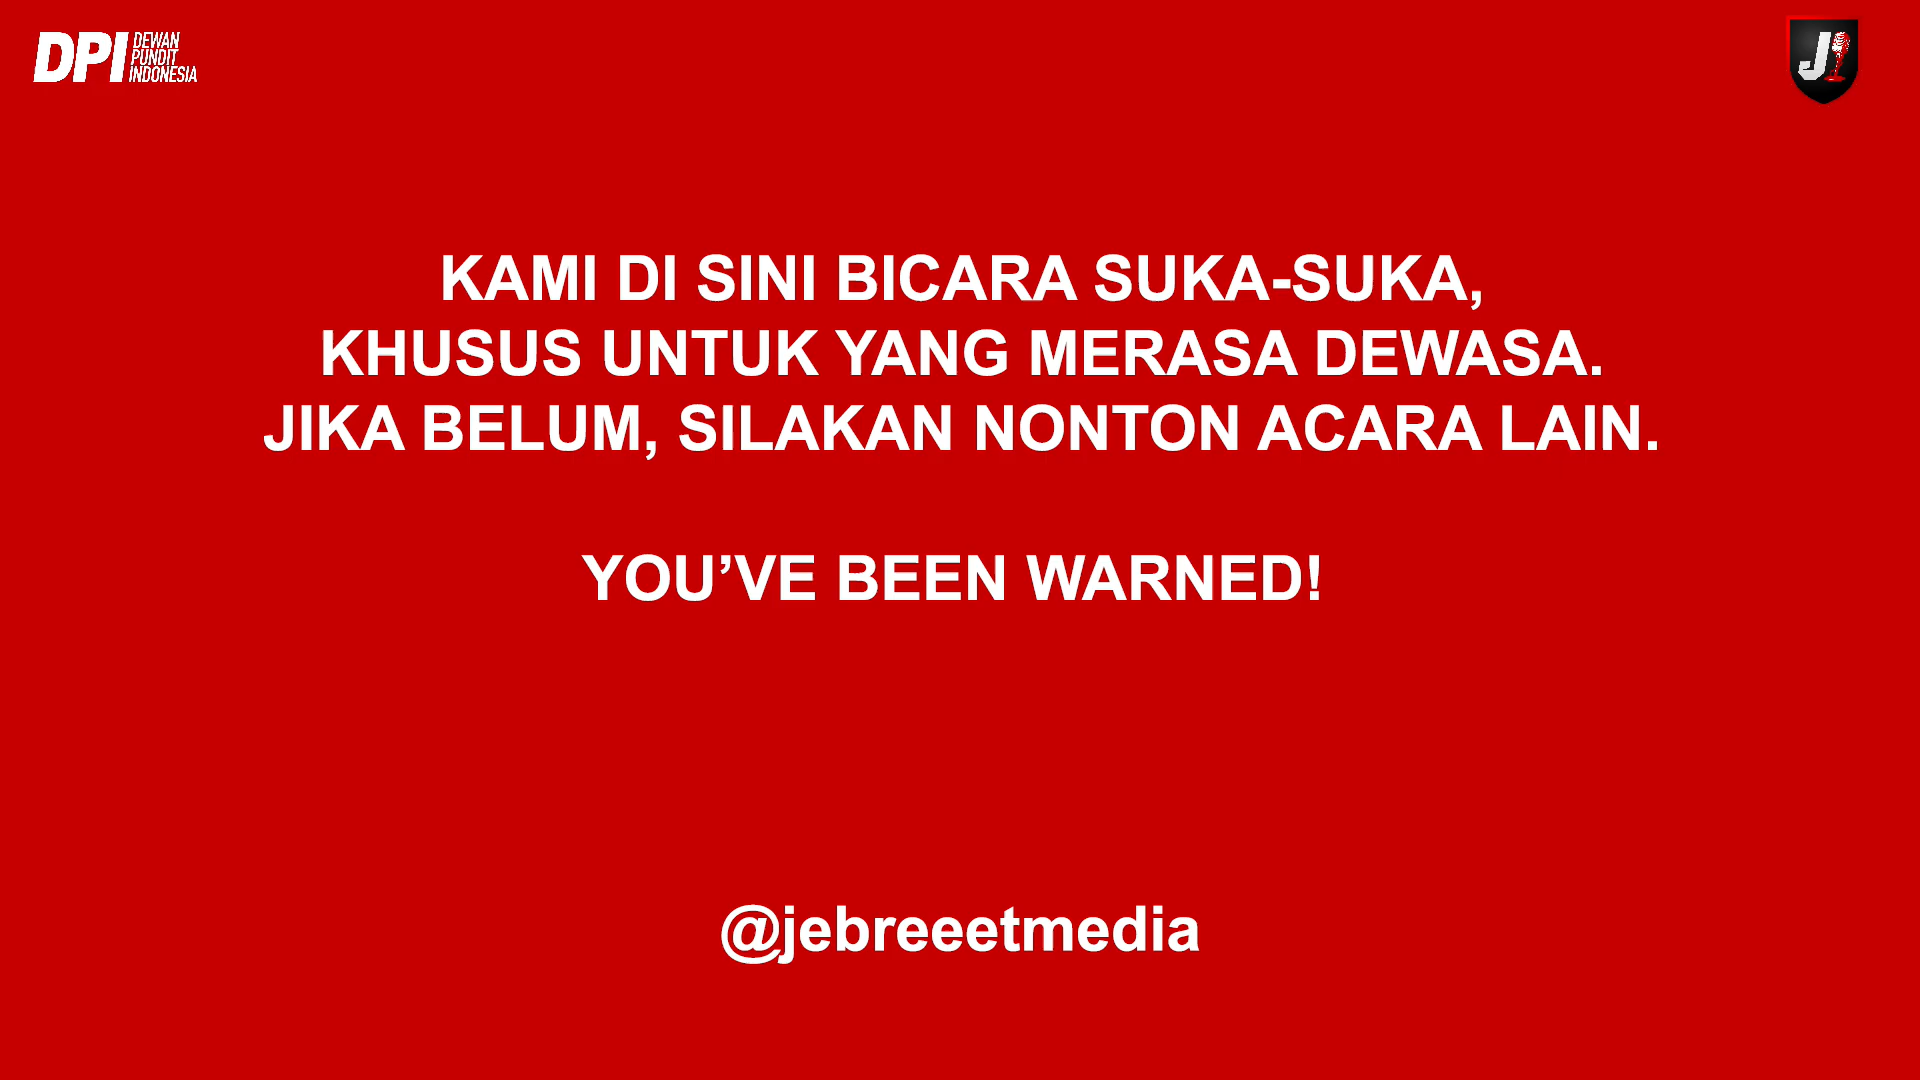 DPI DEWAN
PUNDIT
INDONESIA
J
KAMI DI SINI BICARA SUKA-SUKA,
KHUSUS UNTUK YANG MERASA DEWASA.
JIKA BELUM, SILAKAN NONTON ACARA LAIN.
YOU’VE BEEN WARNED!
@jebreeetmedia